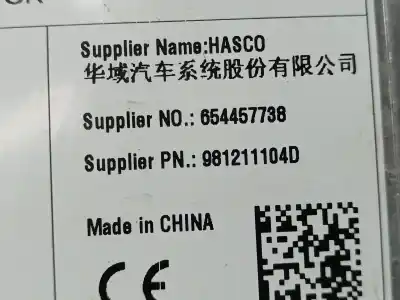 Supplier Name:HASCO
华域汽车系统股份有限公司
Supplier NO.: 654457738
Supplier PN.: 981211104D
Made in CHINA
CE